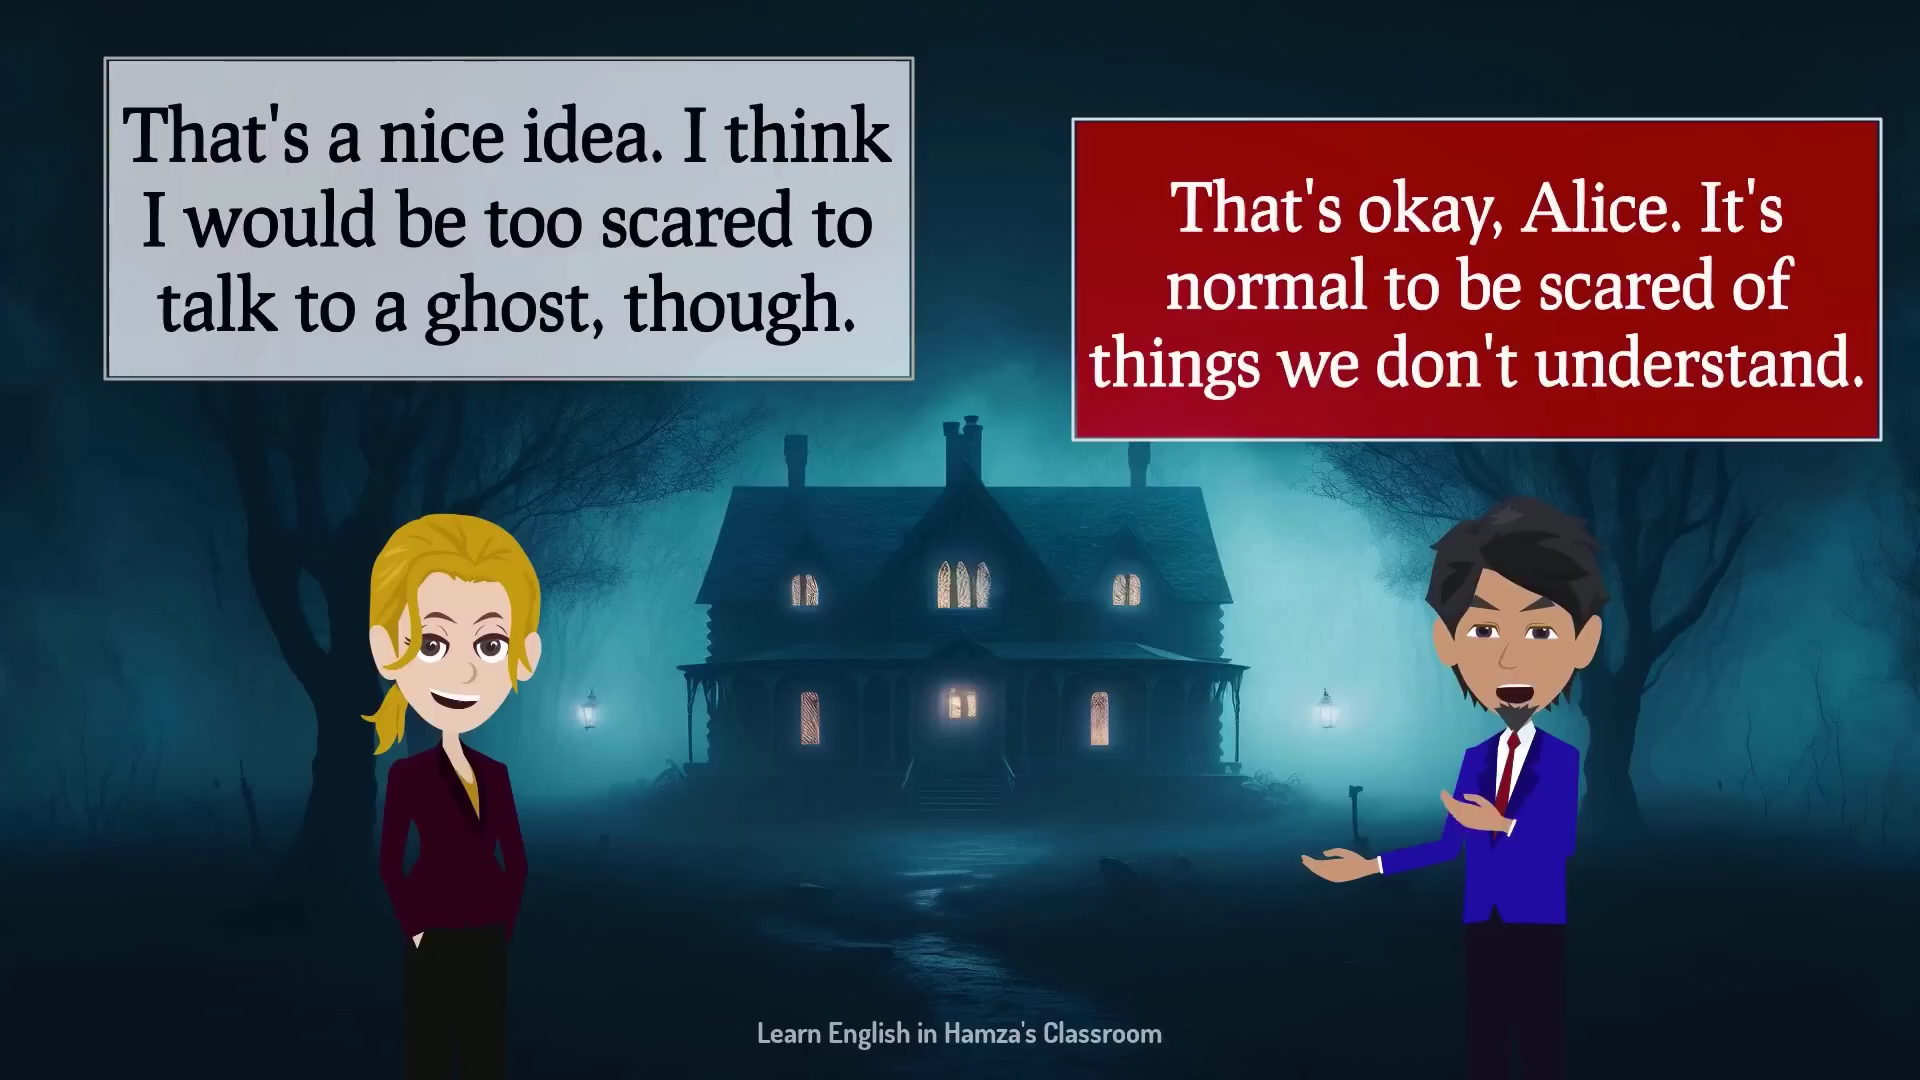 That's a nice idea. I think
I would be too scared to
talk to a ghost, though.
That's okay, Alice. It's
normal to be scared of
things we don't understand.
Learn English in Hamza's Classroom